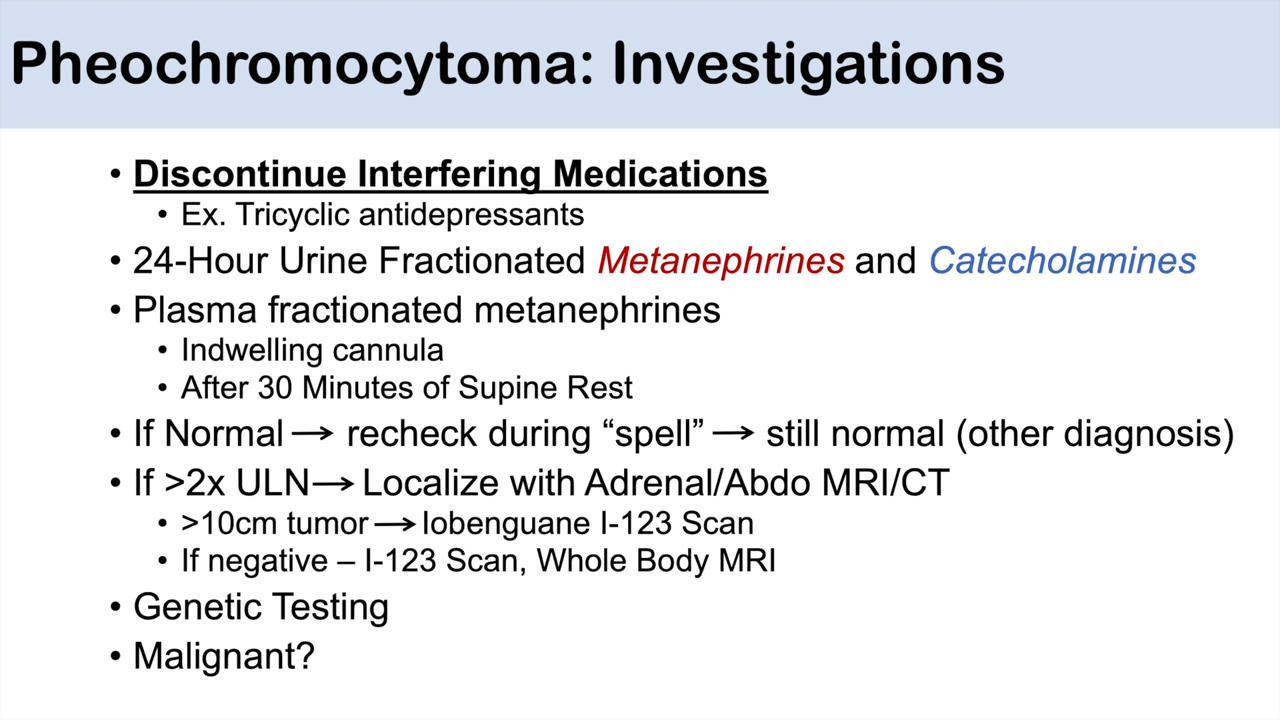 Pheochromocytoma: Investigations
• Discontinue Interfering Medications
• Ex. Tricyclic antidepressants
• 24-Hour Urine Fractionated Metanephrines and Catecholamines
• Plasma fractionated metanephrines
• Indwelling cannula
• After 30 Minutes of Supine Rest
• If Normal → recheck during “spell” → still normal (other diagnosis)
• If >2x ULN → Localize with Adrenal/Abdo MRI/CT
• >10cm tumor → Iobenguane I-123 Scan
• If negative – I-123 Scan, Whole Body MRI
• Genetic Testing
• Malignant?